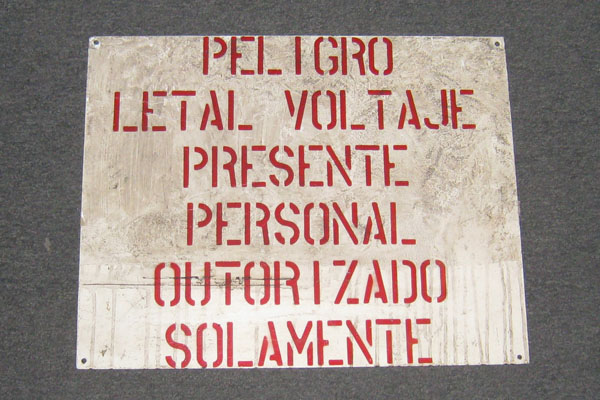 PELIGRO
LETAL VOLTAJE
PRESENTE
PERSONAL
OUTORIZADO
SOLAMENTE